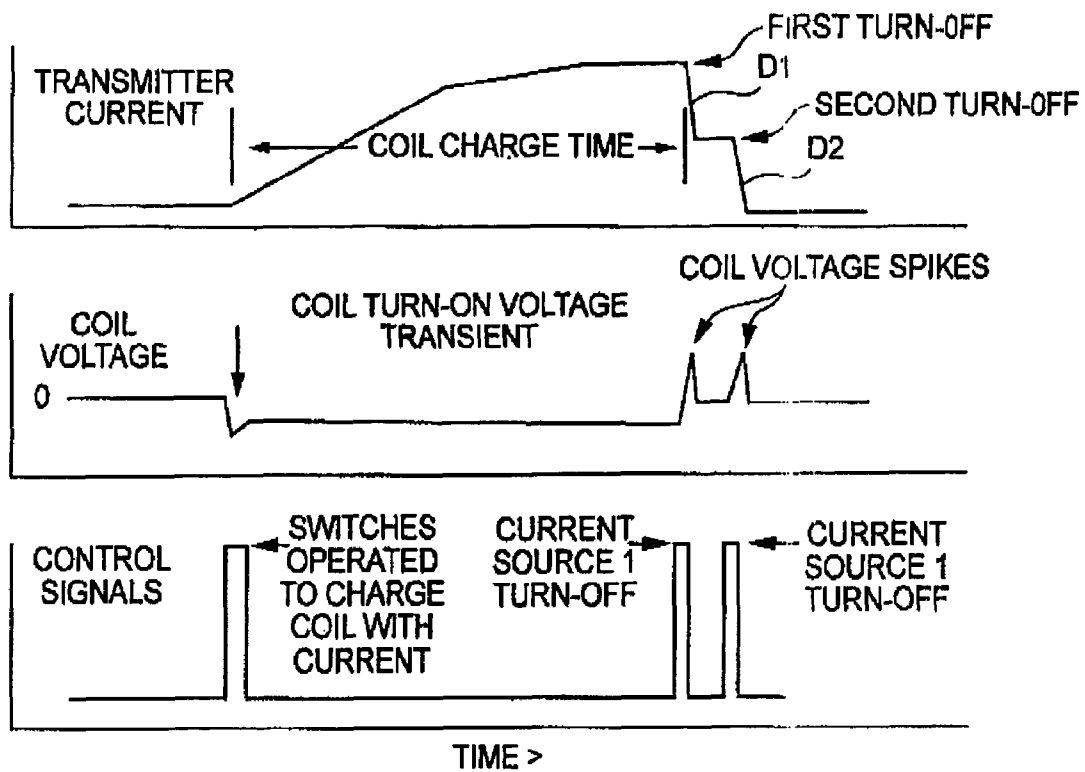 FIRST TURN-OFF
TRANSMITTER
CURRENT
D1
SECOND TURN-OFF
COIL CHARGE TIME
D2
COIL VOLTAGE SPIKES
COIL TURN-ON VOLTAGE
TRANSIENT
COIL
VOLTAGE
0
CONTROL
SIGNALS
SWITCHES
OPERATED
TO CHARGE
COIL WITH
CURRENT
CURRENT
SOURCE 1
TURN-OFF
CURRENT
SOURCE 1
TURN-OFF
TIME >